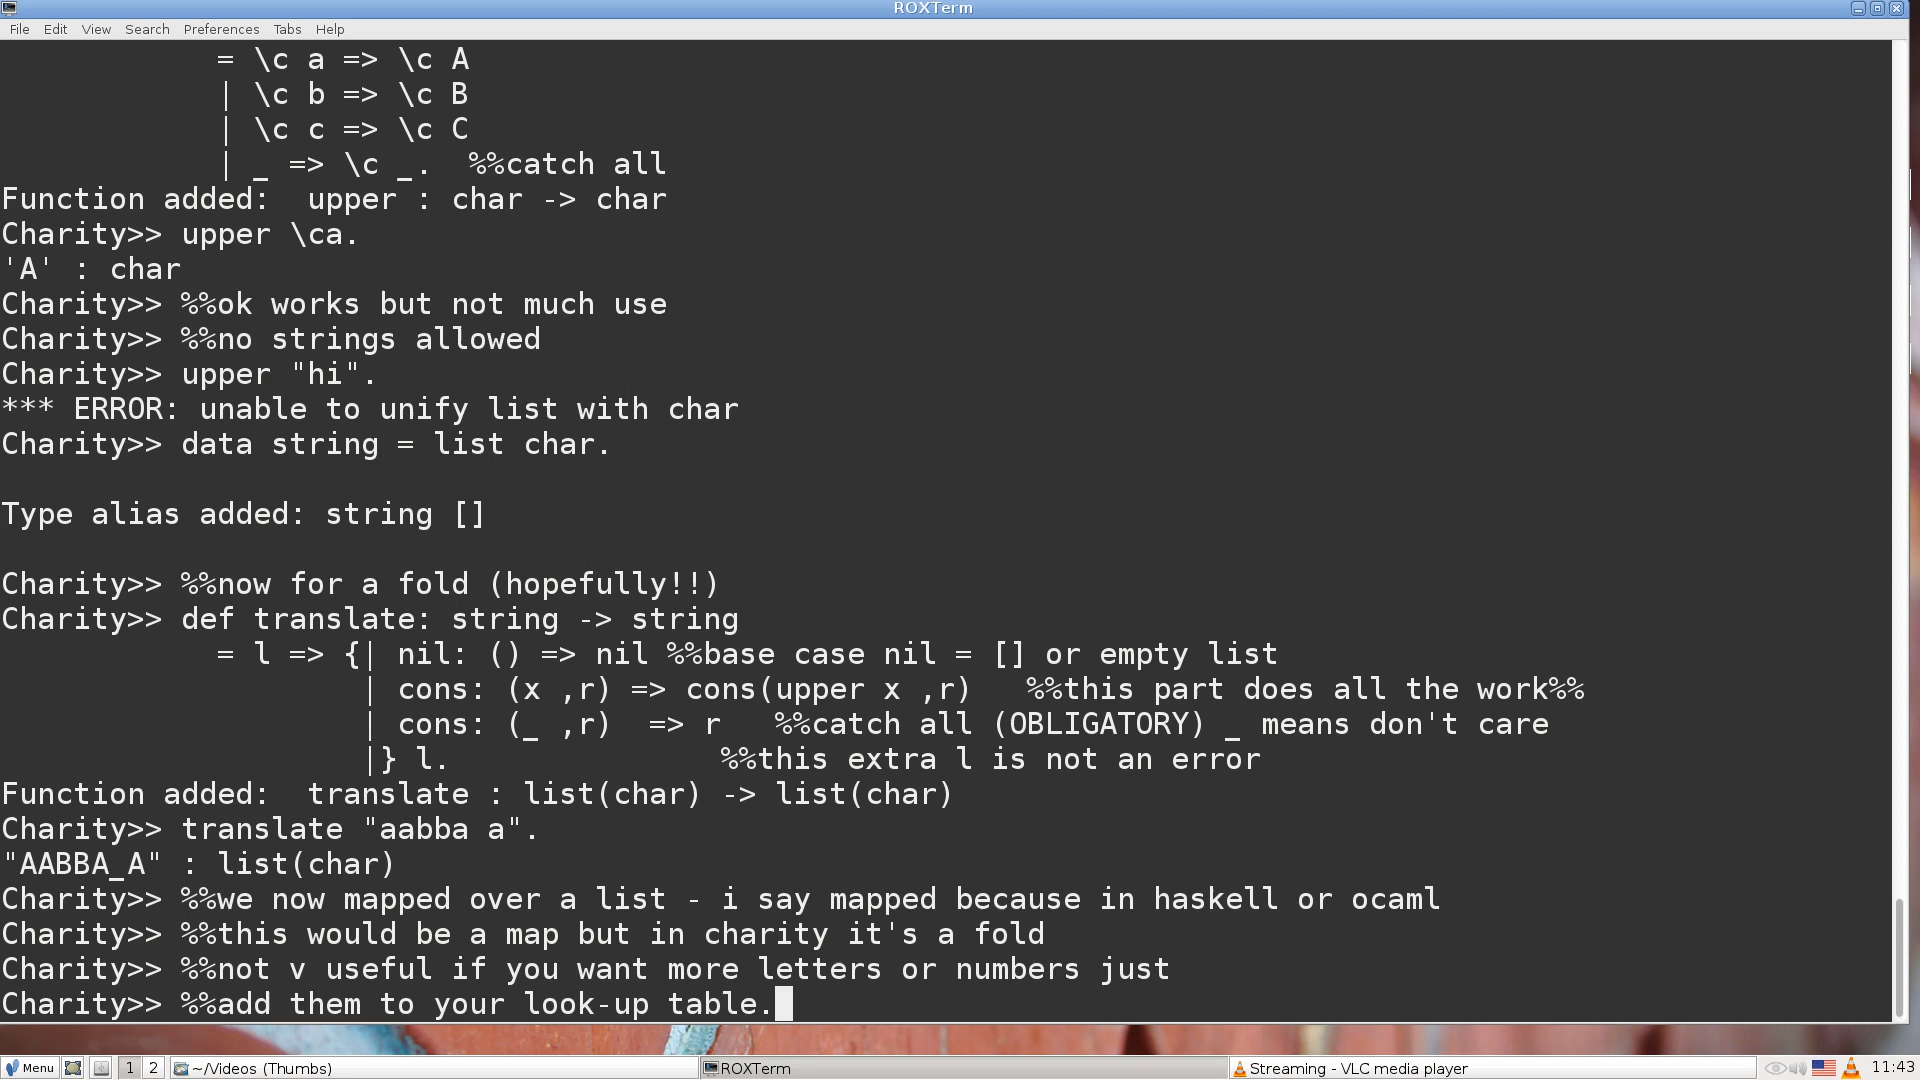 ROXTerm
File Edit View Search Preferences Tabs Help
= \c a => \c A
| \c b => \c B
| \c c => \c C
| _ => \c _.  %%catch all
Function added:  upper : char -> char
Charity>> upper \ca.
'A' : char
Charity>> %%ok works but not much use
Charity>> %%no strings allowed
Charity>> upper "hi".
*** ERROR: unable to unify list with char
Charity>> data string = list char.
Type alias added: string []
Charity>> %%now for a fold (hopefully!!)
Charity>> def translate: string -> string
= l => {| nil: () => nil %%base case nil = [] or empty list
| cons: (x ,r) => cons(upper x ,r)   %%this part does all the work%%
| cons: (_ ,r)  => r   %%catch all (OBLIGATORY) _ means don't care
|} l.               %%this extra l is not an error
Function added:  translate : list(char) -> list(char)
Charity>> translate "aabba a".
"AABBA_A" : list(char)
Charity>> %%we now mapped over a list - i say mapped because in haskell or ocaml
Charity>> %%this would be a map but in charity it's a fold
Charity>> %%not v useful if you want more letters or numbers just
Charity>> %%add them to your look-up table.
Menu 1 2 ~/Videos (Thumbs) ROXTerm Streaming - VLC media player 11:43